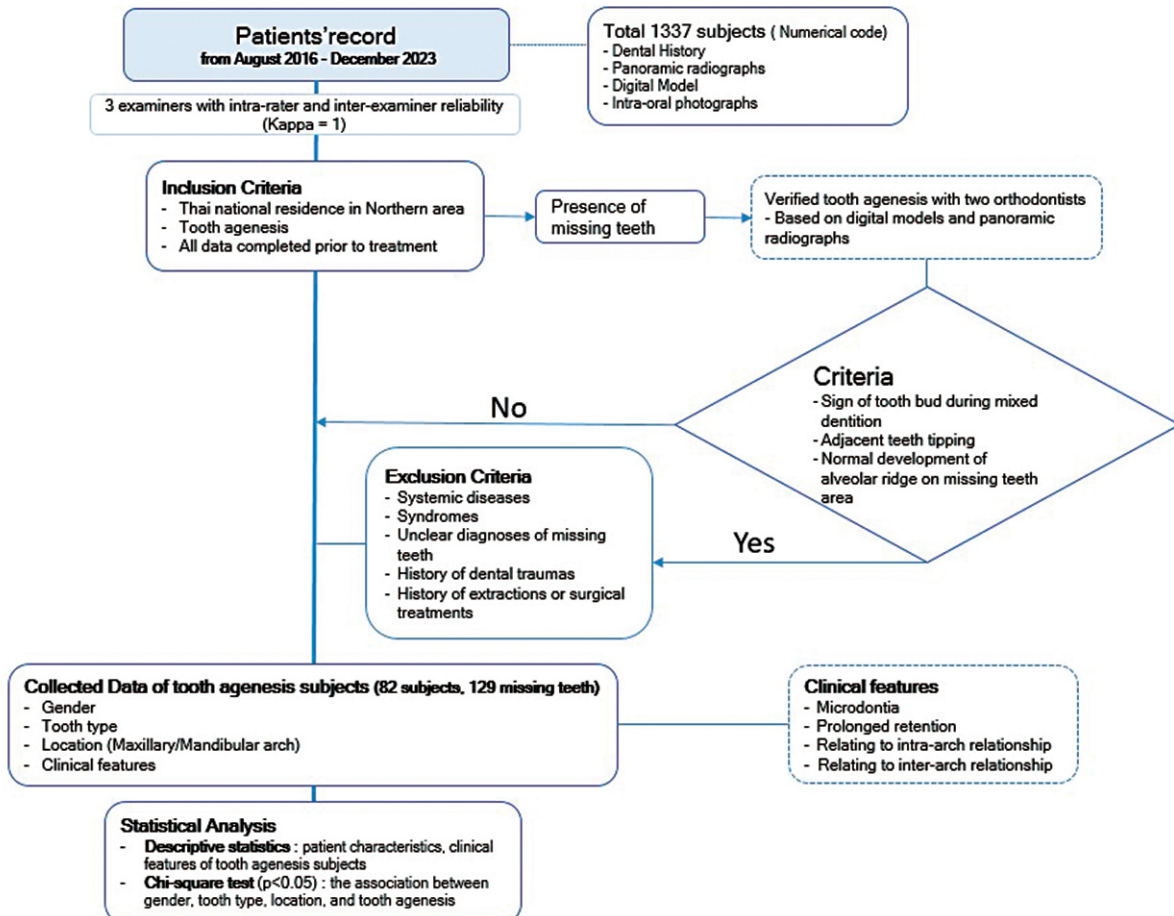 Patients'record
from August 2016 - December 2023
Total 1337 subjects ( Numerical code)
- Dental History
- Panoramic radiographs
- Digital Model
- Intra-oral photographs
3 examiners with intra-rater and inter-examiner reliability
(Kappa = 1)
Inclusion Criteria
- Thai national residence in Northern area
- Tooth agenesis
- All data completed prior to treatment
Presence of
missing teeth
Verified tooth agenesis with two orthodontists
- Based on digital models and panoramic
radiographs
Criteria
- Sign of tooth bud during mixed
dentition
- Adjacent teeth tipping
- Normal development of
alveolar ridge on missing teeth
area
No
Yes
Exclusion Criteria
- Systemic diseases
- Syndromes
- Unclear diagnoses of missing
teeth
- History of dental traumas
- History of extractions or surgical
treatments
Collected Data of tooth agenesis subjects (82 subjects, 129 missing teeth)
- Gender
- Tooth type
- Location (Maxillary/Mandibular arch)
- Clinical features
Clinical features
- Microdontia
- Prolonged retention
- Relating to intra-arch relationship
- Relating to inter-arch relationship
Statistical Analysis
- Descriptive statistics : patient characteristics, clinical
features of tooth agenesis subjects
- Chi-square test (p<0.05) : the association between
gender, tooth type, location, and tooth agenesis